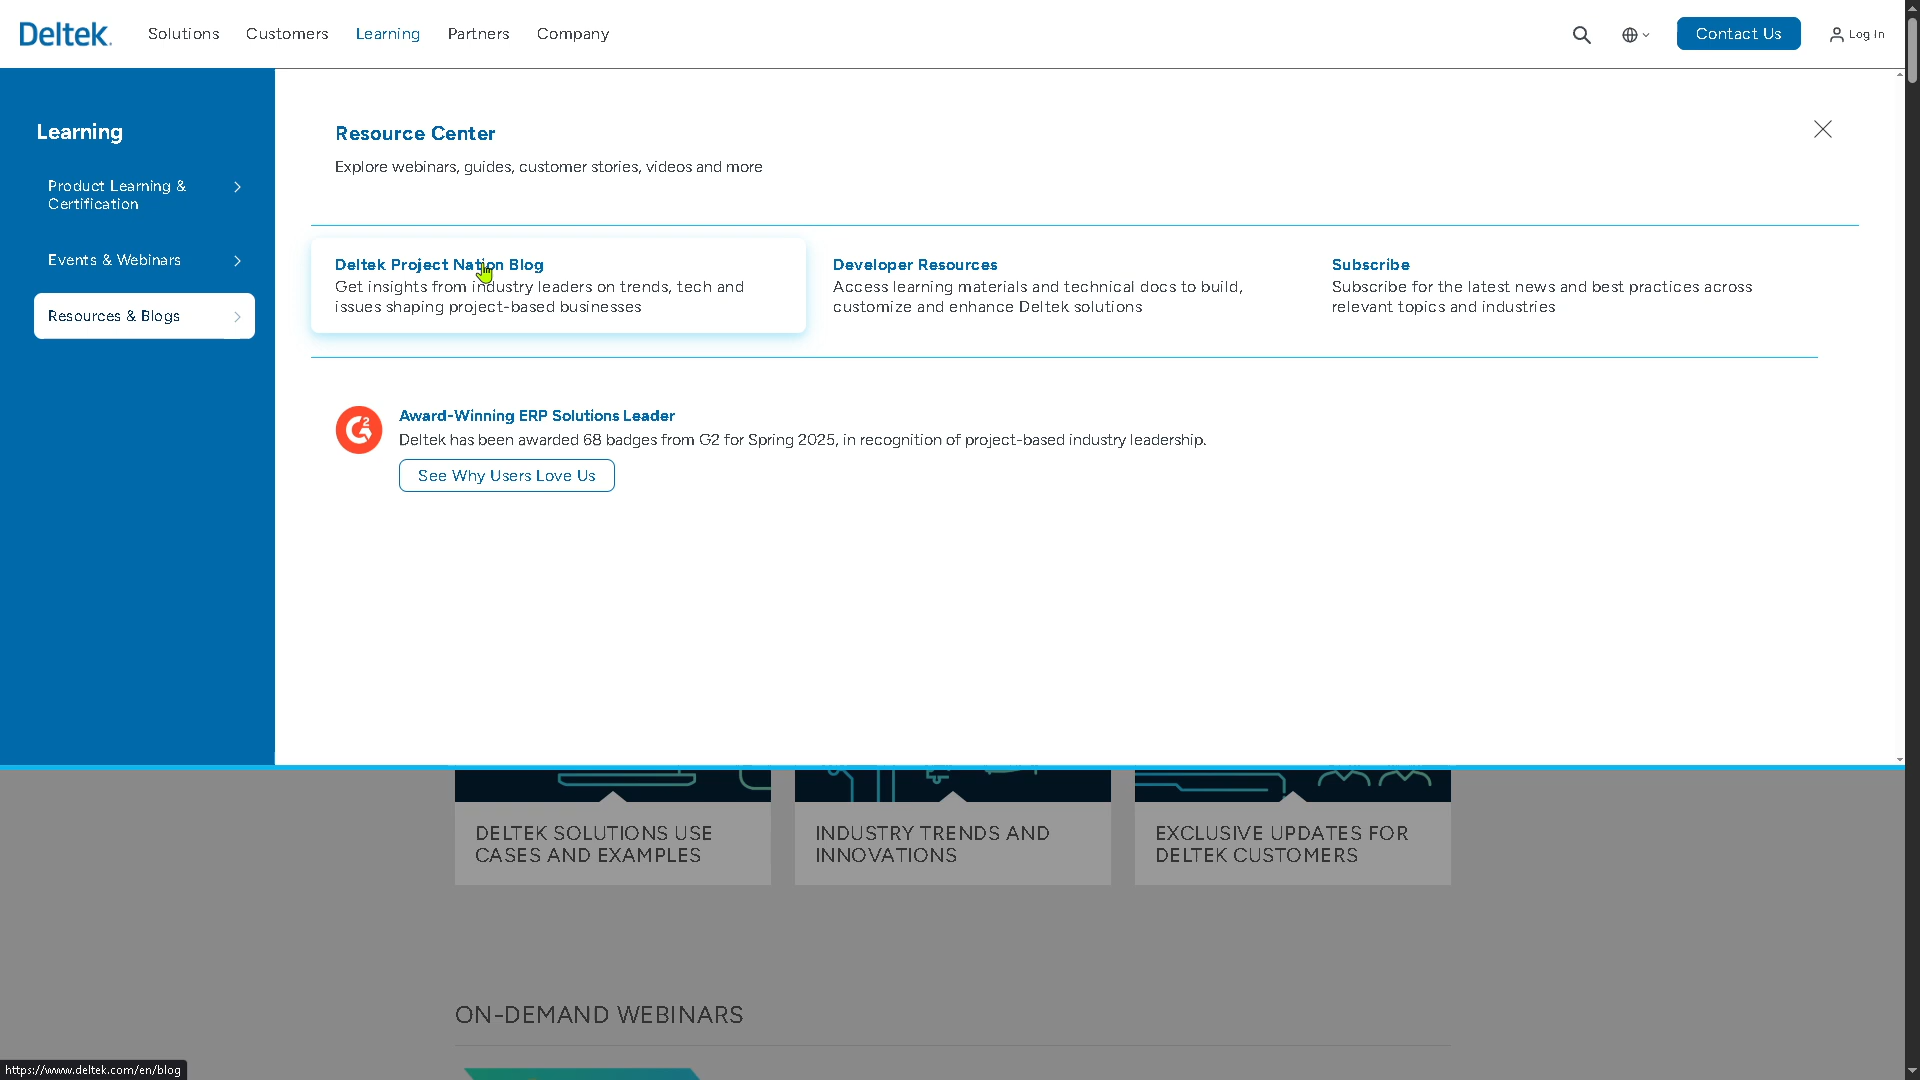 Deltek.
Solutions
Customers
Learning
Partners
Company
Contact Us
Log In
Learning
Product Learning &
Certification
Events & Webinars
Resources & Blogs
Resource Center
Explore webinars, guides, customer stories, videos and more
Deltek Project Nation Blog
Get insights from industry leaders on trends, tech and
issues shaping project-based businesses
Developer Resources
Access learning materials and technical docs to build,
customize and enhance Deltek solutions
Subscribe
Subscribe for the latest news and best practices across
relevant topics and industries
Award-Winning ERP Solutions Leader
Deltek has been awarded 68 badges from G2 for Spring 2025, in recognition of project-based industry leadership.
See Why Users Love Us
DELTEK SOLUTIONS USE
CASES AND EXAMPLES
INDUSTRY TRENDS AND
INNOVATIONS
EXCLUSIVE UPDATES FOR
DELTEK CUSTOMERS
ON-DEMAND WEBINARS
https://www.deltek.com/en/blog